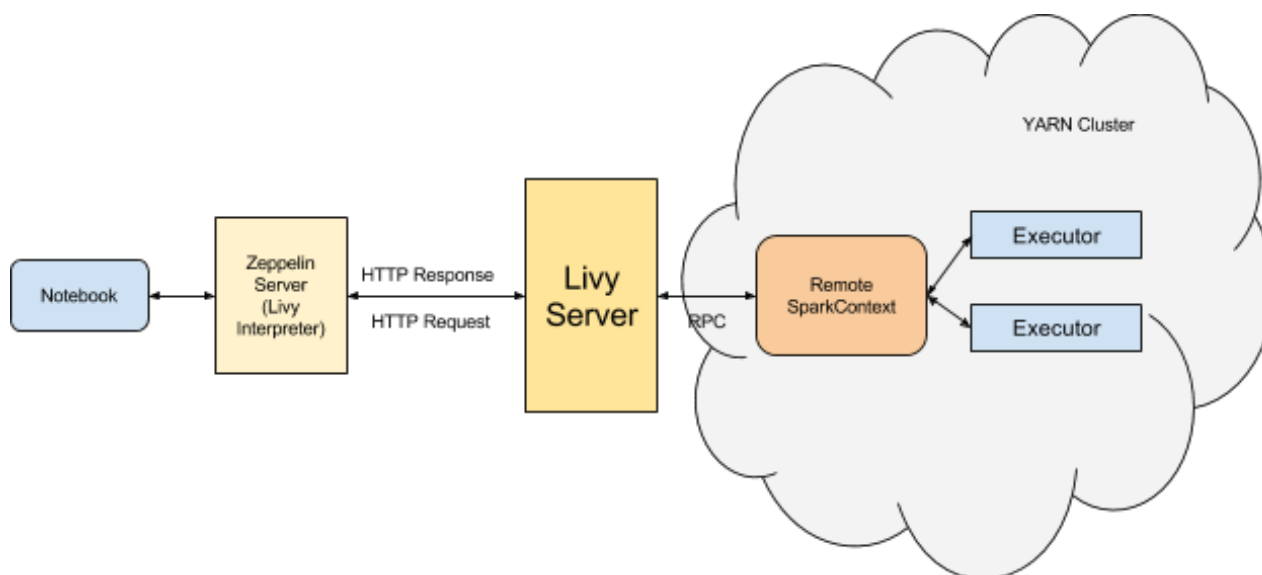 YARN Cluster
Notebook
Zeppelin
Server
(Livy
Interpreter)
HTTP Response
HTTP Request
Livy
Server
RPC
Remote
SparkContext
Executor
Executor